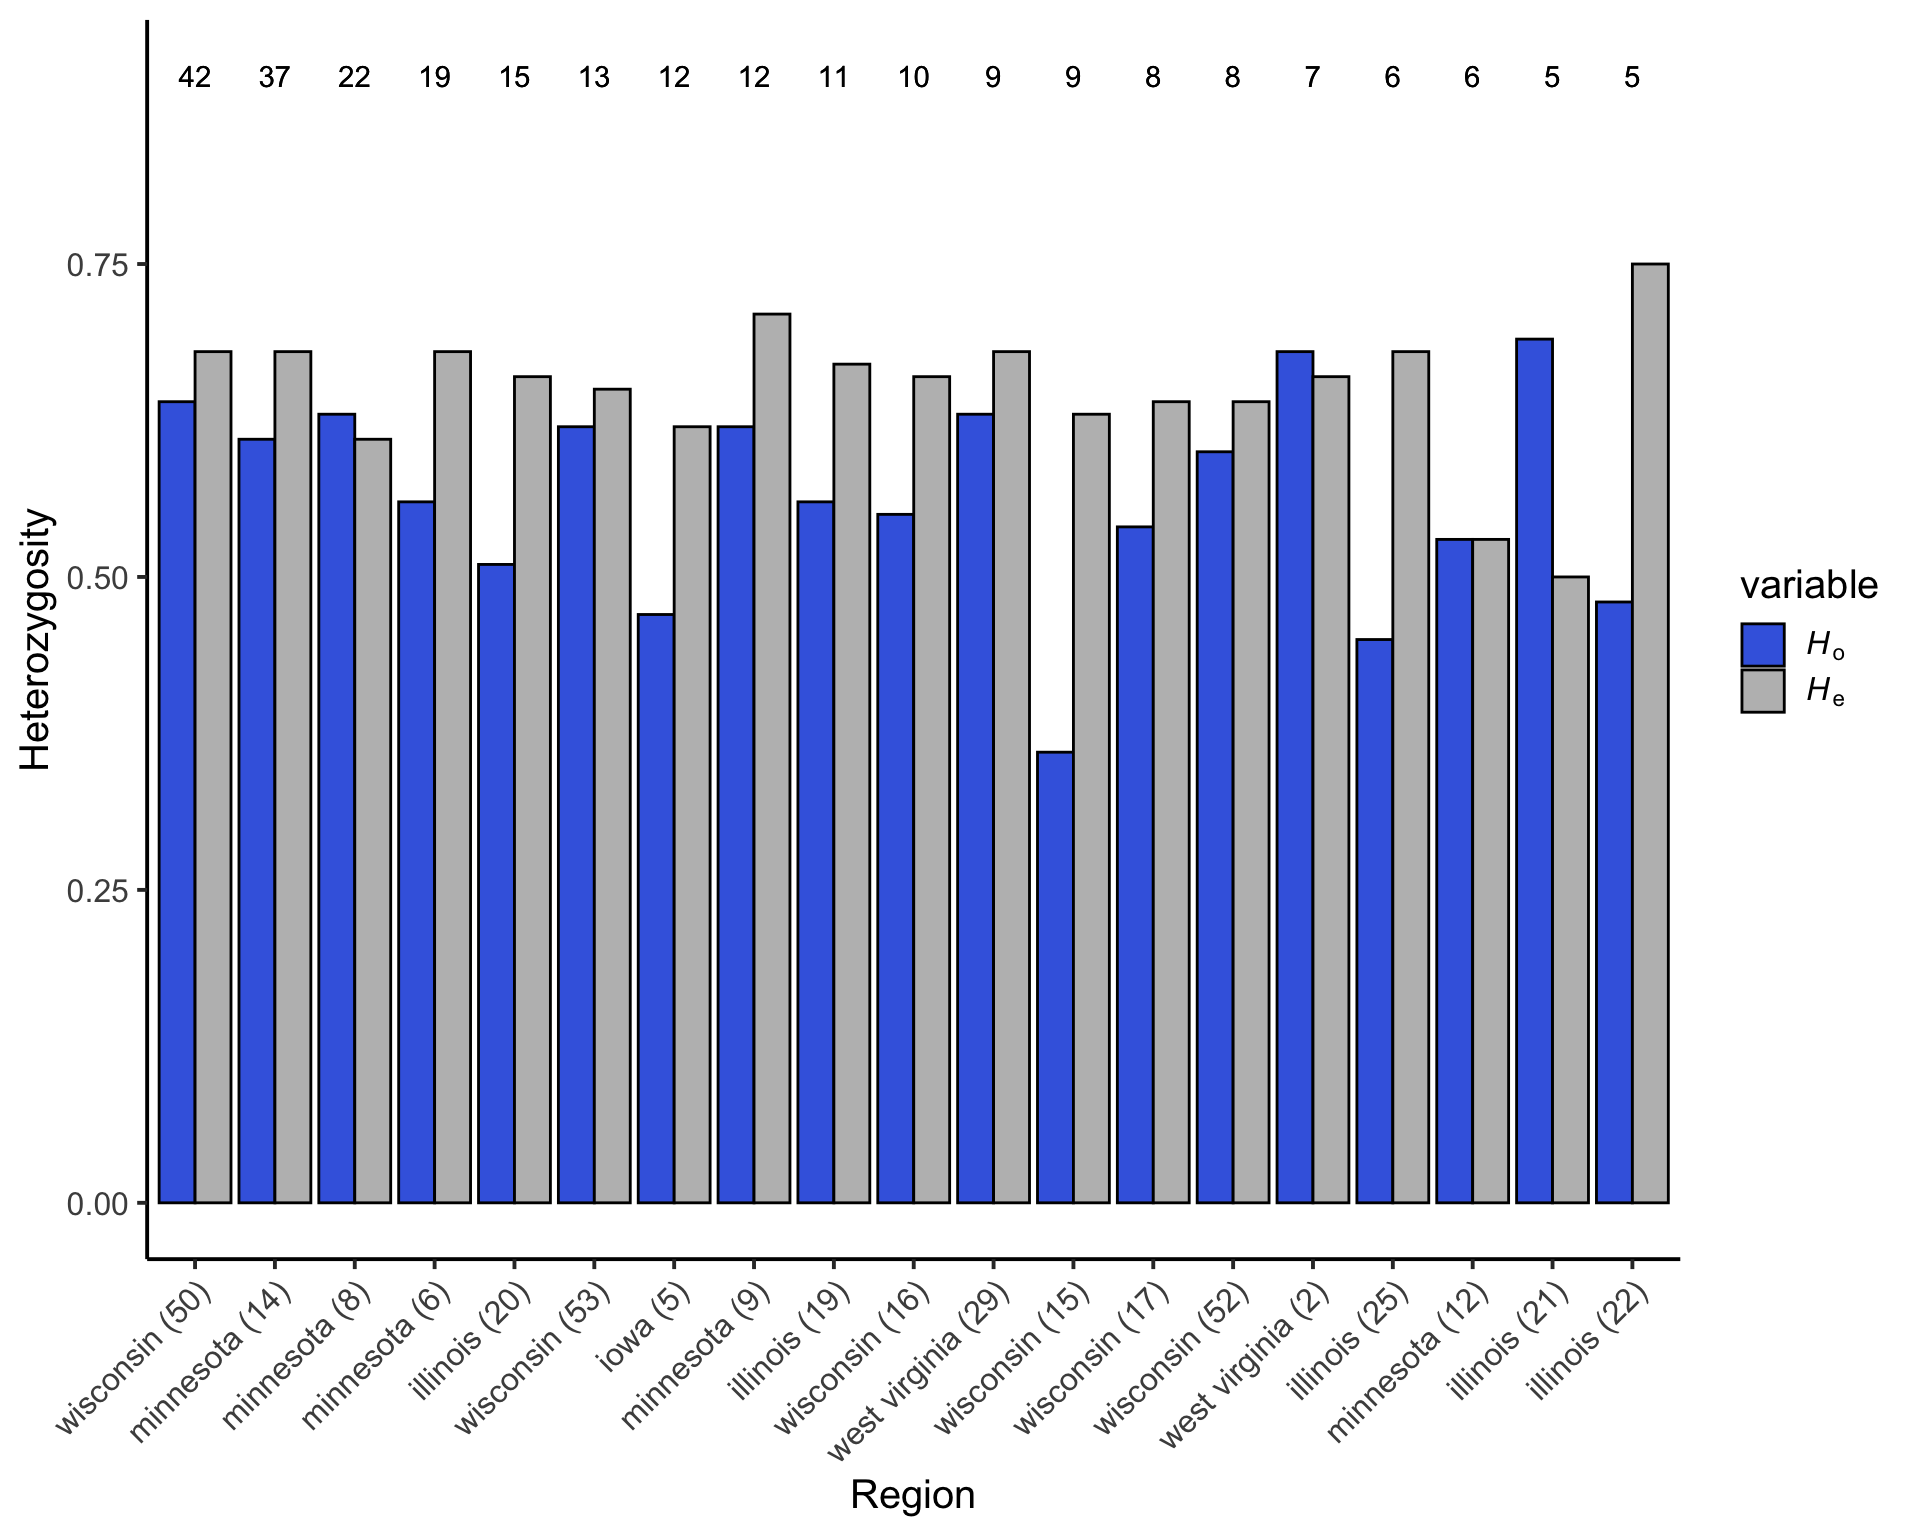 42 37 22 19 15 13 12 12 11 10 9 9 8 8 7 6 6 5 5
0.75
0.50
0.25
0.00
Heterozygosity
wisconsin (50)
minnesota (14)
minnesota (8)
minnesota (6)
illinois (20)
wisconsin (53)
iowa (5)
minnesota (9)
illinois (19)
wisconsin (16)
west virginia (29)
wisconsin (15)
wisconsin (17)
wisconsin (52)
west virginia (2)
illinois (25)
minnesota (12)
illinois (21)
illinois (22)
Region
variable
Ho
He